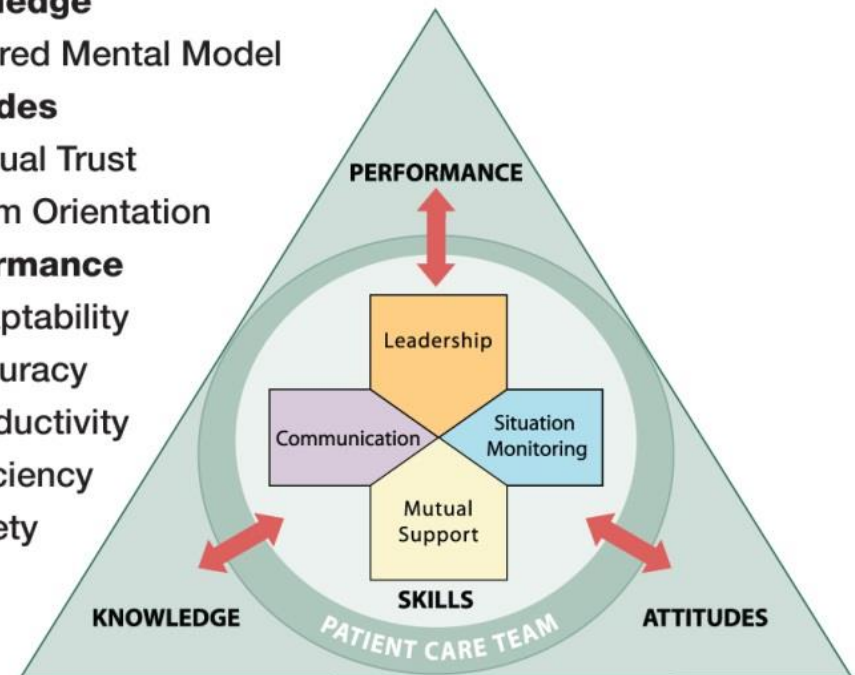 ledge
red Mental Model
des
ual Trust
m Orientation
rmance
ptability
uracy
ductivity
ciency
ety
PERFORMANCE
Leadership
Communication
Situation
Monitoring
Mutual
Support
SKILLS
KNOWLEDGE
ATTITUDES
PATIENT CARE TEAM